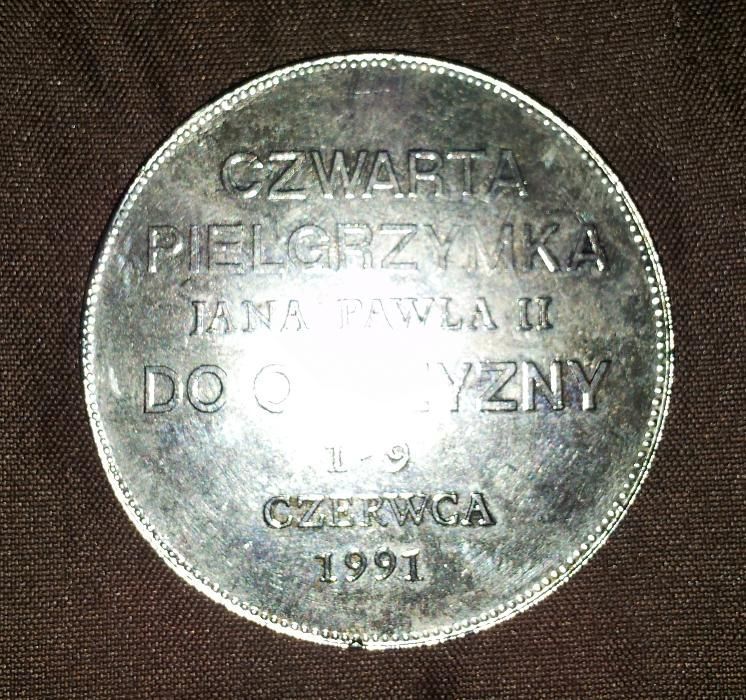 CZWARTA
PIELGRZYMKA
JANA PAWLA II
DO
1-9
CZERWCA
1991